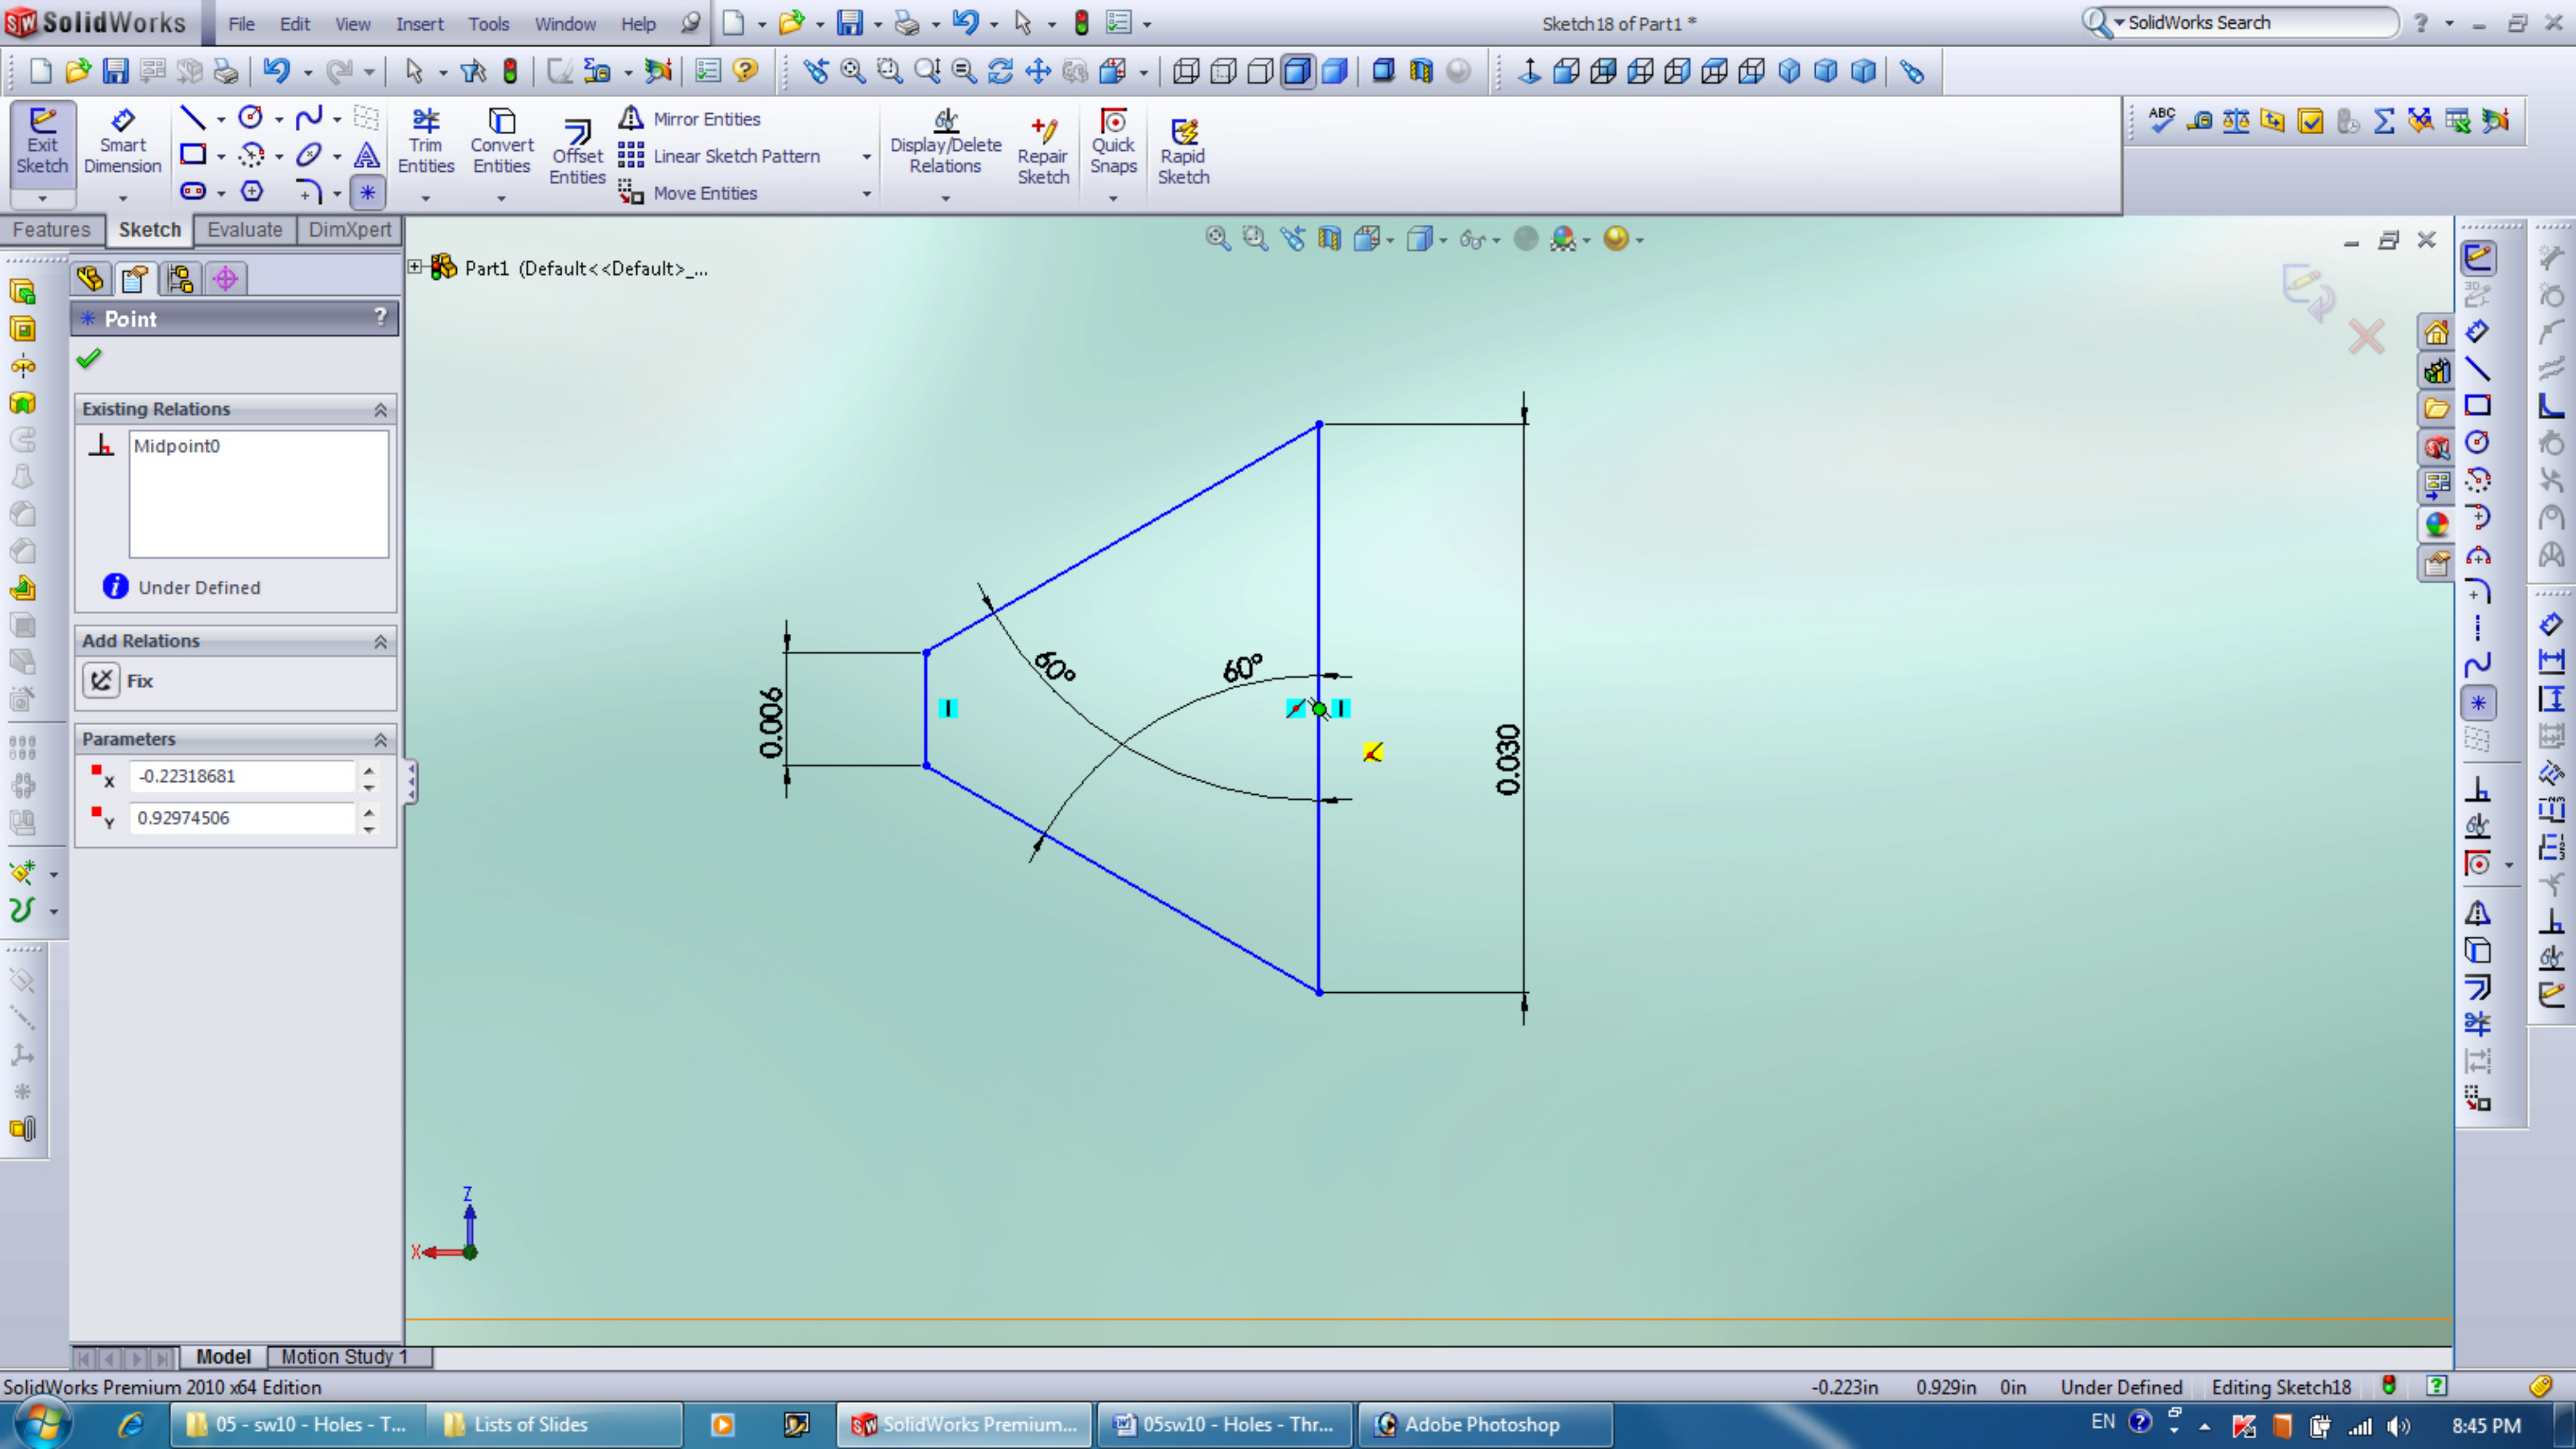 SolidWorks File Edit View Insert Tools Window Help Sketch18 of Part1 * SolidWorks Search ?
Exit Sketch
Smart Dimension
Trim Entities
Convert Entities
Offset Entities
Mirror Entities
Linear Sketch Pattern
Move Entities
Display/Delete Relations
Repair Sketch
Quick Snaps
Rapid Sketch
ABC
Features Sketch Evaluate DimXpert
Part1 (Default<<Default>_...
Point ?
Existing Relations
Midpoint0
Under Defined
Add Relations
Fix
Parameters
X -0.22318681
Y 0.92974506
60°
60°
0.006
0.030
3D
Z
X
Model Motion Study 1
SolidWorks Premium 2010 x64 Edition -0.223in 0.929in 0in Under Defined Editing Sketch18
05 - sw10 - Holes - T... Lists of Slides SolidWorks Premium... 05sw10 - Holes - Thr... Adobe Photoshop EN 8:45 PM